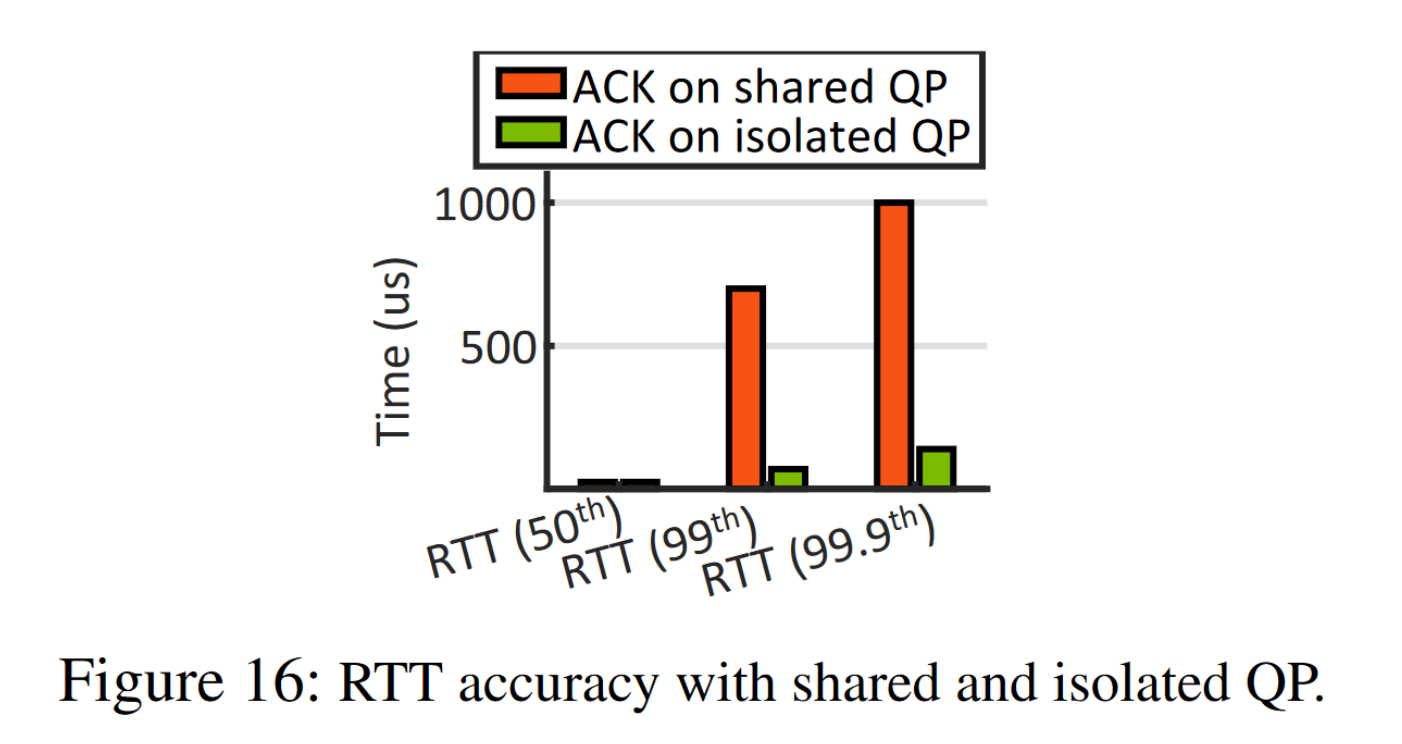 ACK on shared QP
ACK on isolated QP
1000
500
Time (us)
RTT (50th)
RTT (99th)
RTT (99.9th)
Figure 16: RTT accuracy with shared and isolated QP.